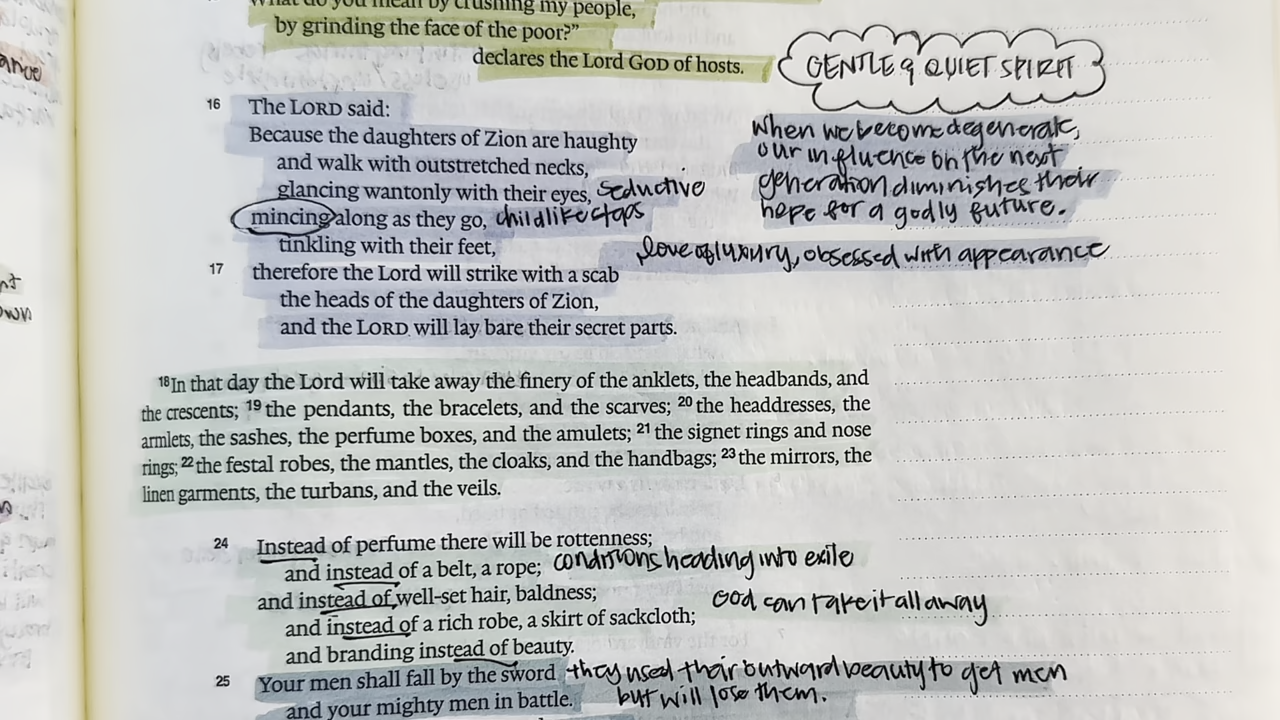 What do you mean by crushing my people,
by grinding the face of the poor?"
declares the Lord GOD of hosts.
GENTLE & QUIET SPIRIT
16 The LORD said:
Because the daughters of Zion are haughty
and walk with outstretched necks,
glancing wantonly with their eyes, seductive
mincing along as they go, childlike steps
tinkling with their feet,
when we become degenerate,
our influence on the next
generation diminishes their
hope for a godly future.
love of luxury, obsessed with appearance
17 therefore the Lord will strike with a scab
the heads of the daughters of Zion,
and the LORD will lay bare their secret parts.
18 In that day the Lord will take away the finery of the anklets, the headbands, and
the crescents; 19 the pendants, the bracelets, and the scarves; 20 the headdresses, the
armlets, the sashes, the perfume boxes, and the amulets; 21 the signet rings and nose
rings; 22 the festal robes, the mantles, the cloaks, and the handbags; 23 the mirrors, the
linen garments, the turbans, and the veils.
24 Instead of perfume there will be rottenness;
and instead of a belt, a rope; conditions heading into exile
and instead of well-set hair, baldness;
God can take it all away
and instead of a rich robe, a skirt of sackcloth;
and branding instead of beauty.
25 Your men shall fall by the sword they used their outward beauty to get men
and your mighty men in battle. but will lose them.